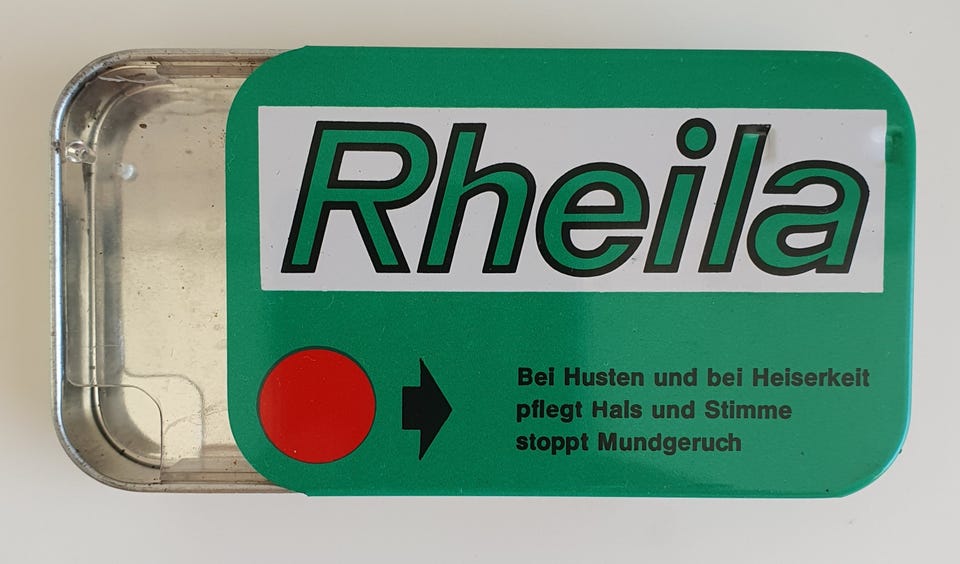 Rheila
Bei Husten und bei Heiserkeit
pflegt Hals und Stimme
stoppt Mundgeruch